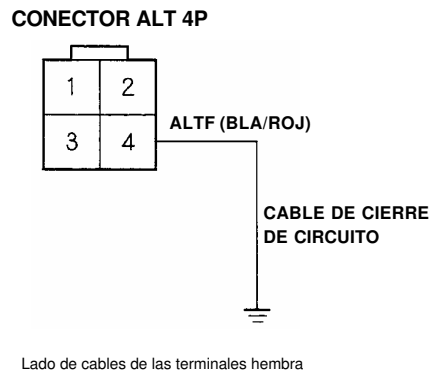 CONECTOR ALT 4P
1 2
ALTF (BLA/ROJ)
3 4
CABLE DE CIERRE
DE CIRCUITO
Lado de cables de las terminales hembra